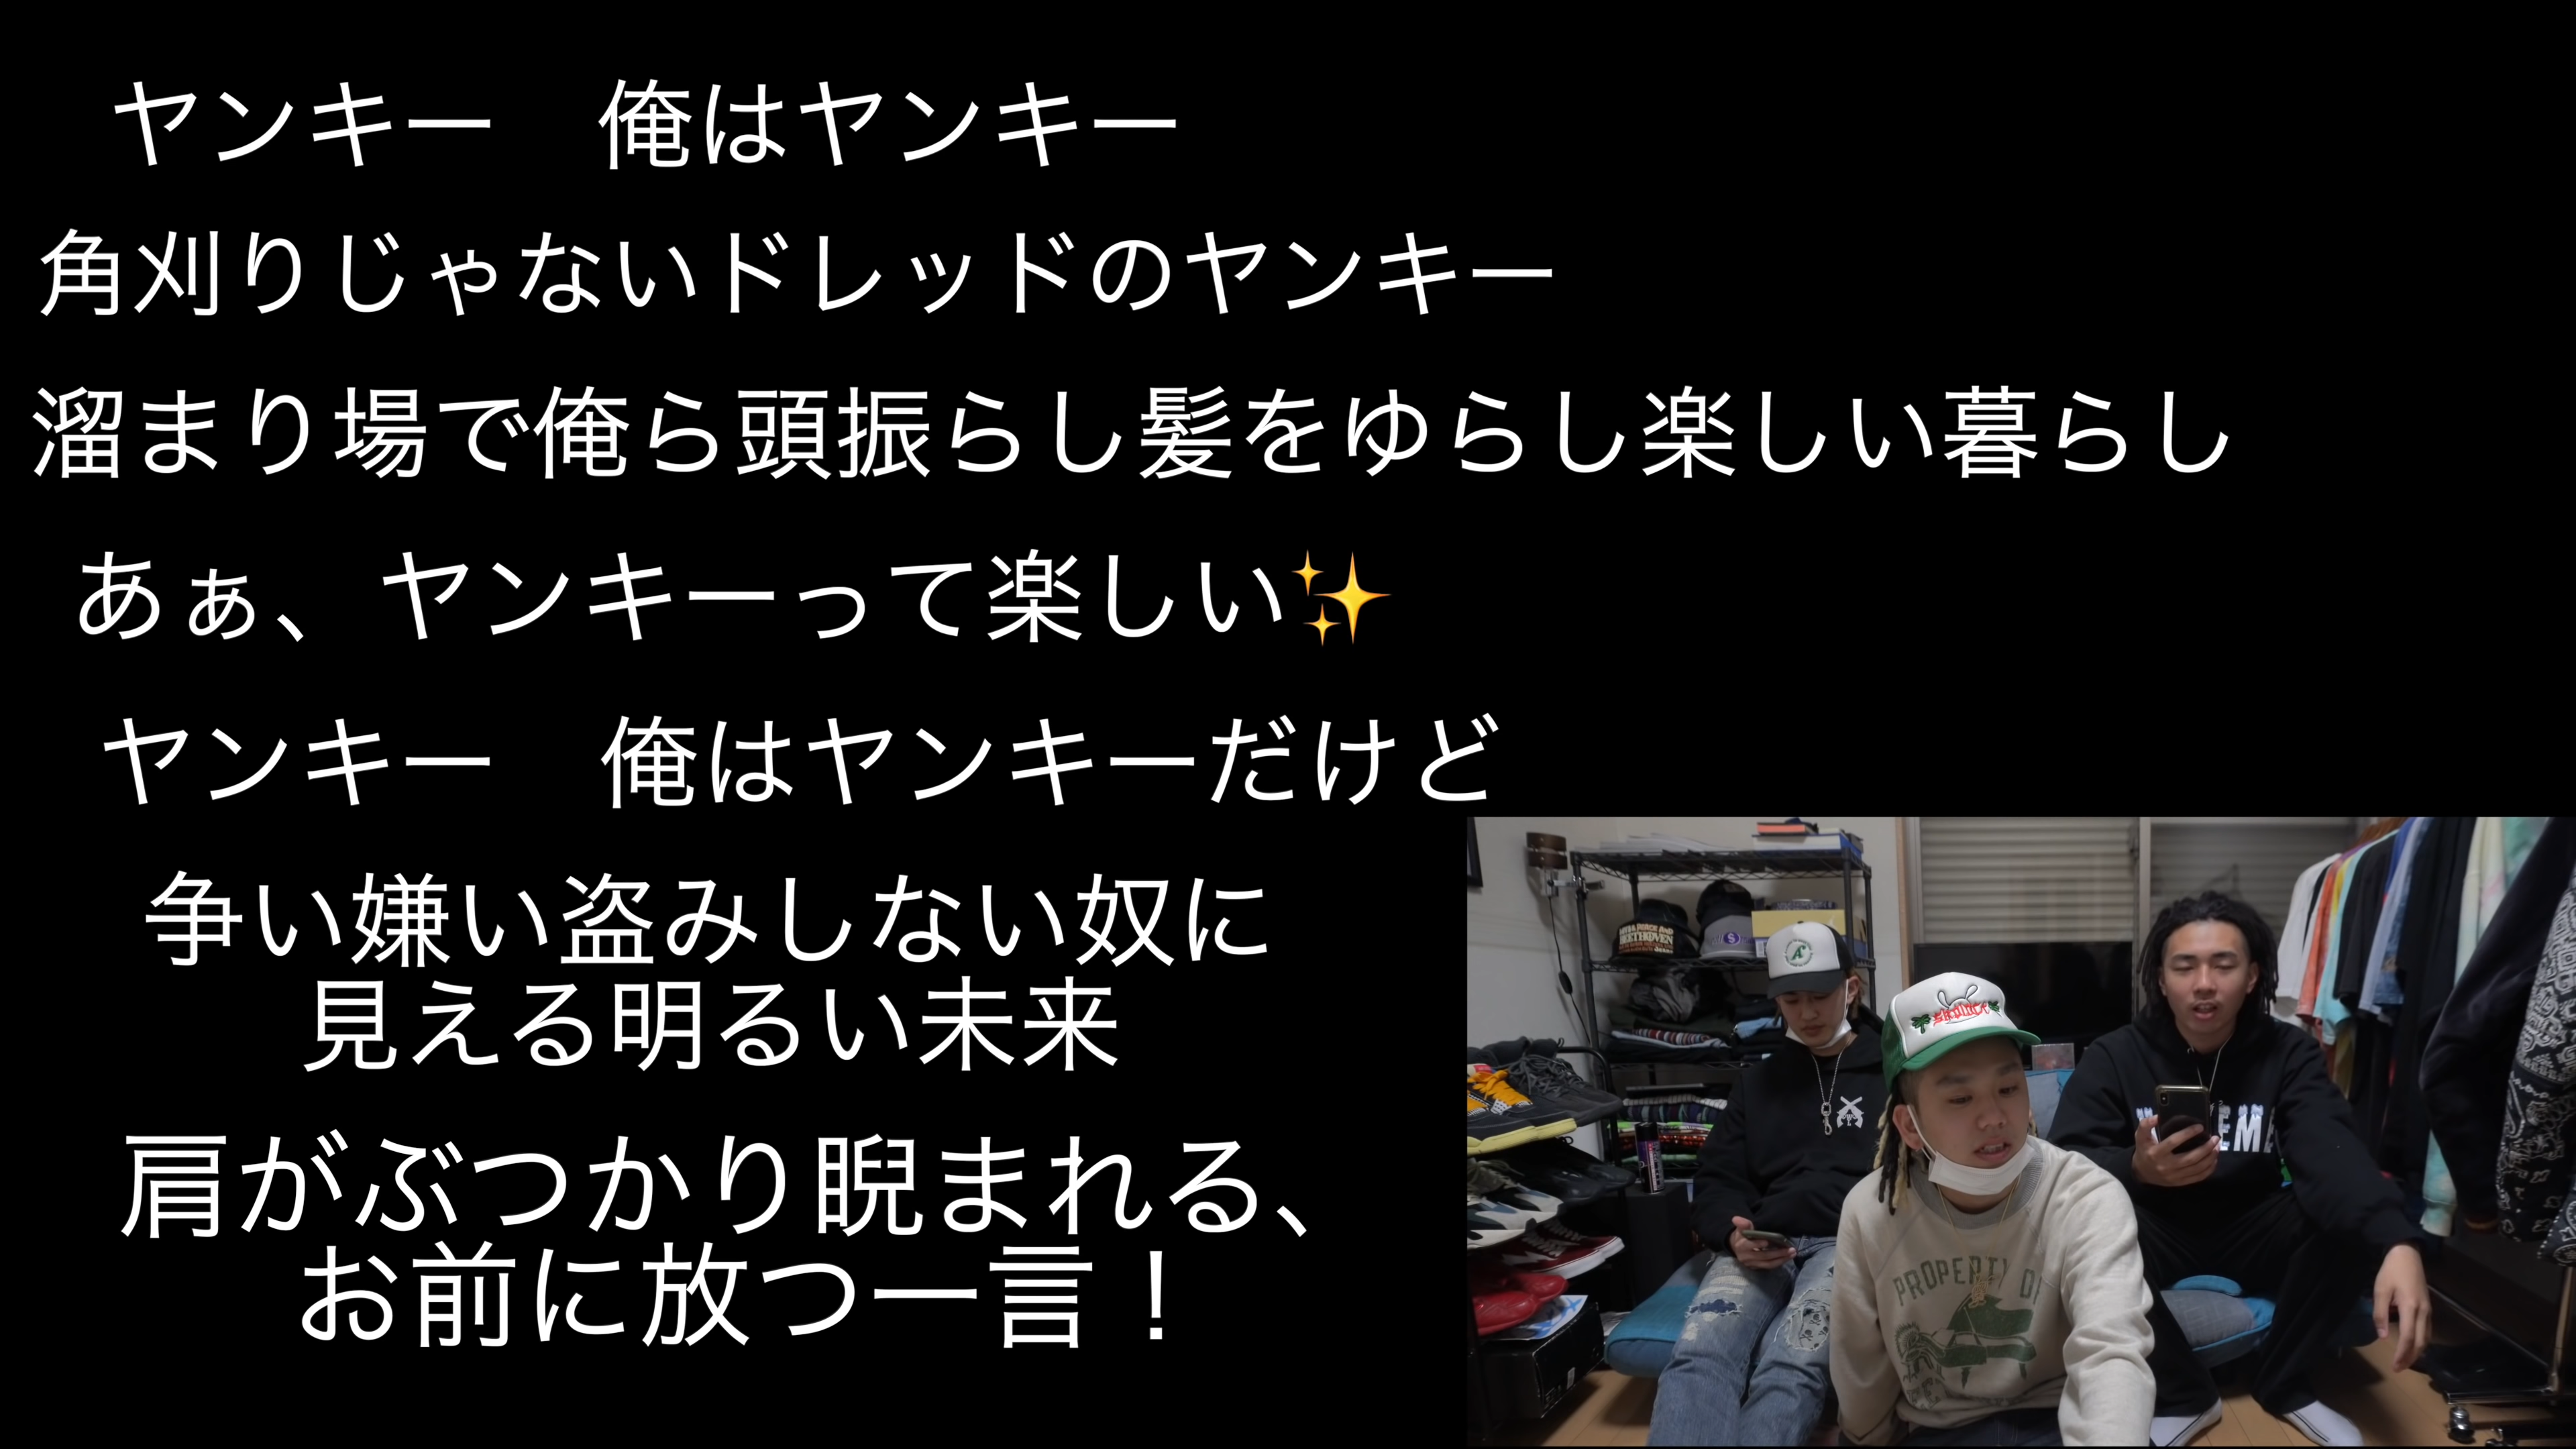 ヤンキー　俺はヤンキー
角刈りじゃないドレッドのヤンキー
溜まり場で俺ら頭振らし髪をゆらし楽しい暮らし
あぁ、ヤンキーって楽しい✨
ヤンキー　俺はヤンキーだけど
争い嫌い盗みしない奴に
見える明るい未来
肩がぶつかり睨まれる、
お前に放つ一言！
BEETHOVEN
PROPERTY OF